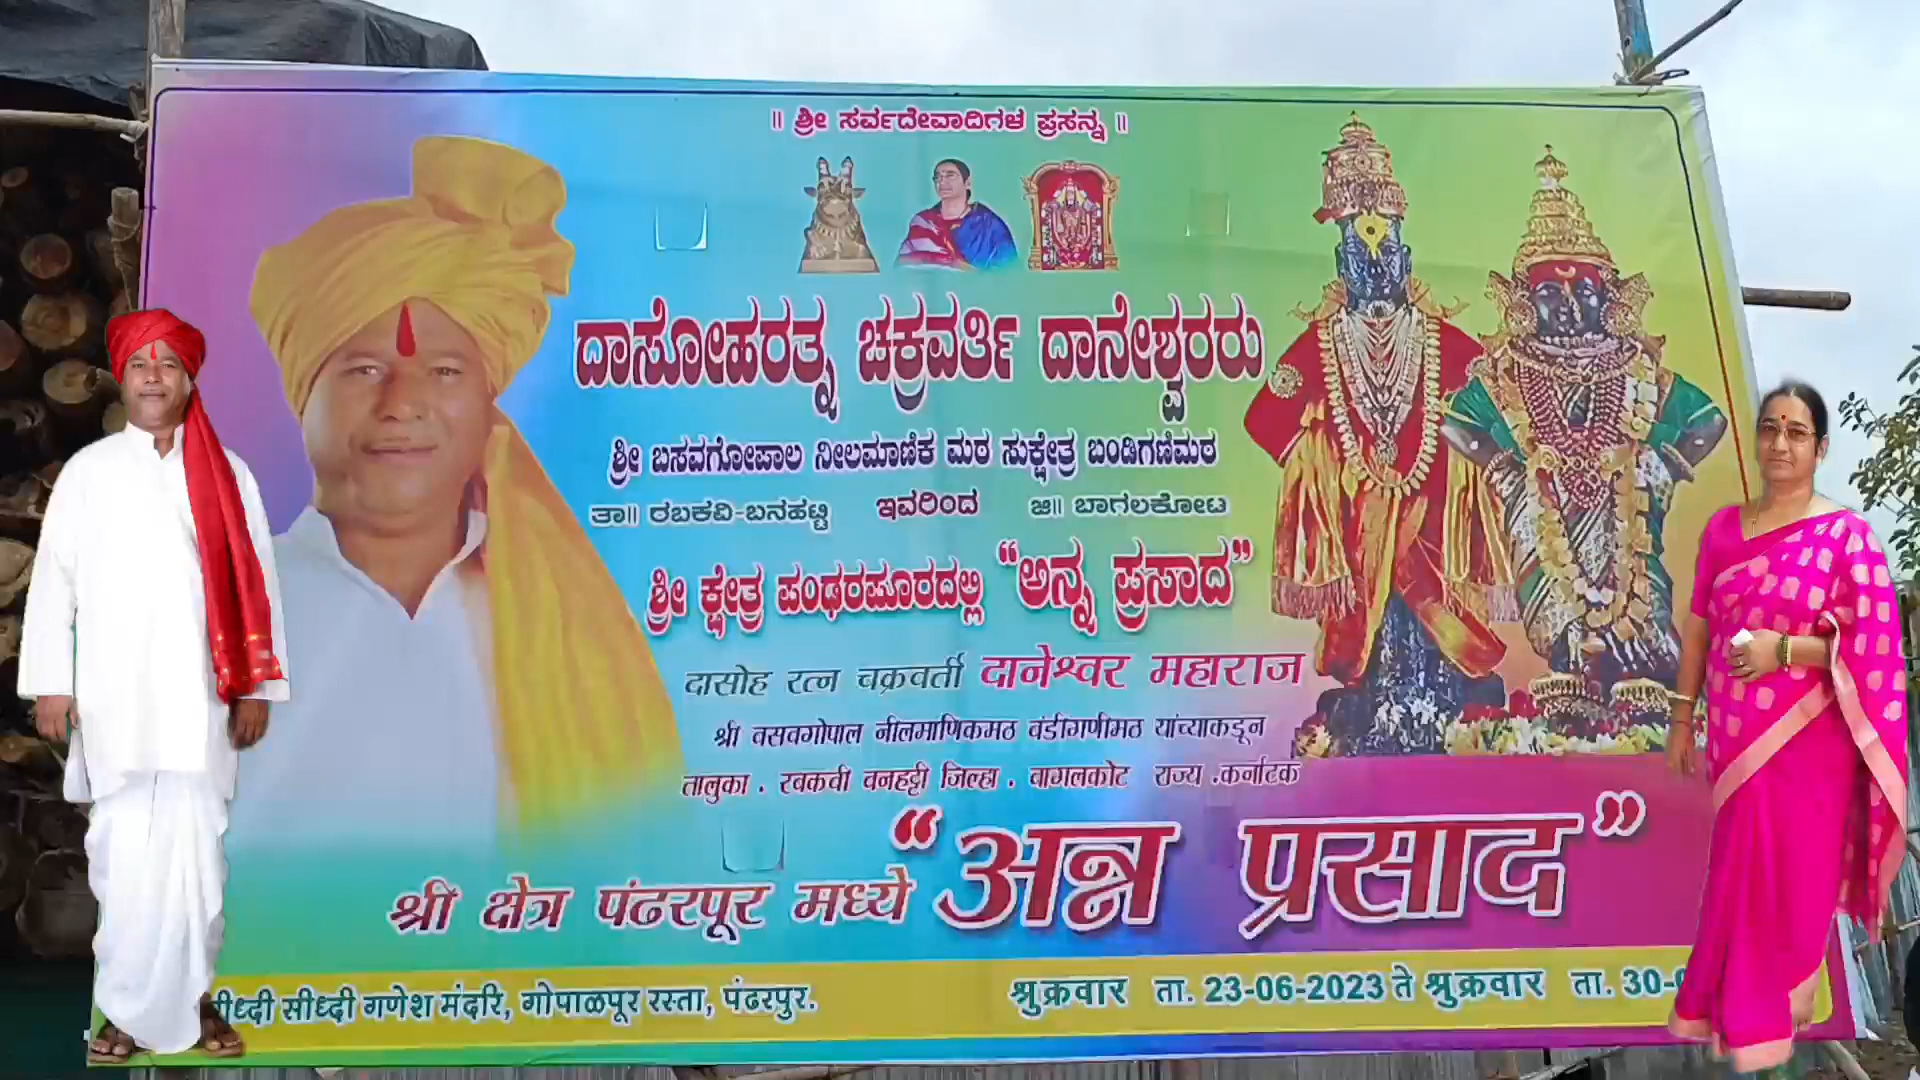 ॥ ಶ್ರೀ ಸರ್ವದೇವಾದಿಗಳ ಪ್ರಸನ್ನ ॥
ದಾಸೋಹರತ್ನ ಚಕ್ರವರ್ತಿ ದಾನೇಶ್ವರರು
ಶ್ರೀ ಬಸವಗೋಪಾಲ ನೀಲಮಾಣಿಕ ಮಠ ಸುಕ್ಷೇತ್ರ ಬಂಡಿಗಣಿಮಠ
ತಾ॥ ರಬಕವಿ-ಬನಹಟ್ಟಿ ಇವರಿಂದ ಜಿ॥ ಬಾಗಲಕೋಟ
ಶ್ರೀ ಕ್ಷೇತ್ರ ಪಂಢರಪೂರದಲ್ಲಿ “ಅನ್ನ ಪ್ರಸಾದ”
दासोह रत्न चक्रवर्ती दानेश्वर महाराज
श्री वसवगोपाल नीलमाणिकमठ वंडीगणीमठ यांच्याकडून
तालुका . रवकवी वनहट्टी जिल्हा . वागलकोट राज्य .कर्नाटक
श्री क्षेत्र पंढरपूर मध्ये “अन्न प्रसाद”
सीध्दी गणेश मंदरि, गोपाळपूर रस्ता, पंढरपुर. श्रुक्रवार ता. 23-06-2023 ते श्रुक्रवार ता. 30-